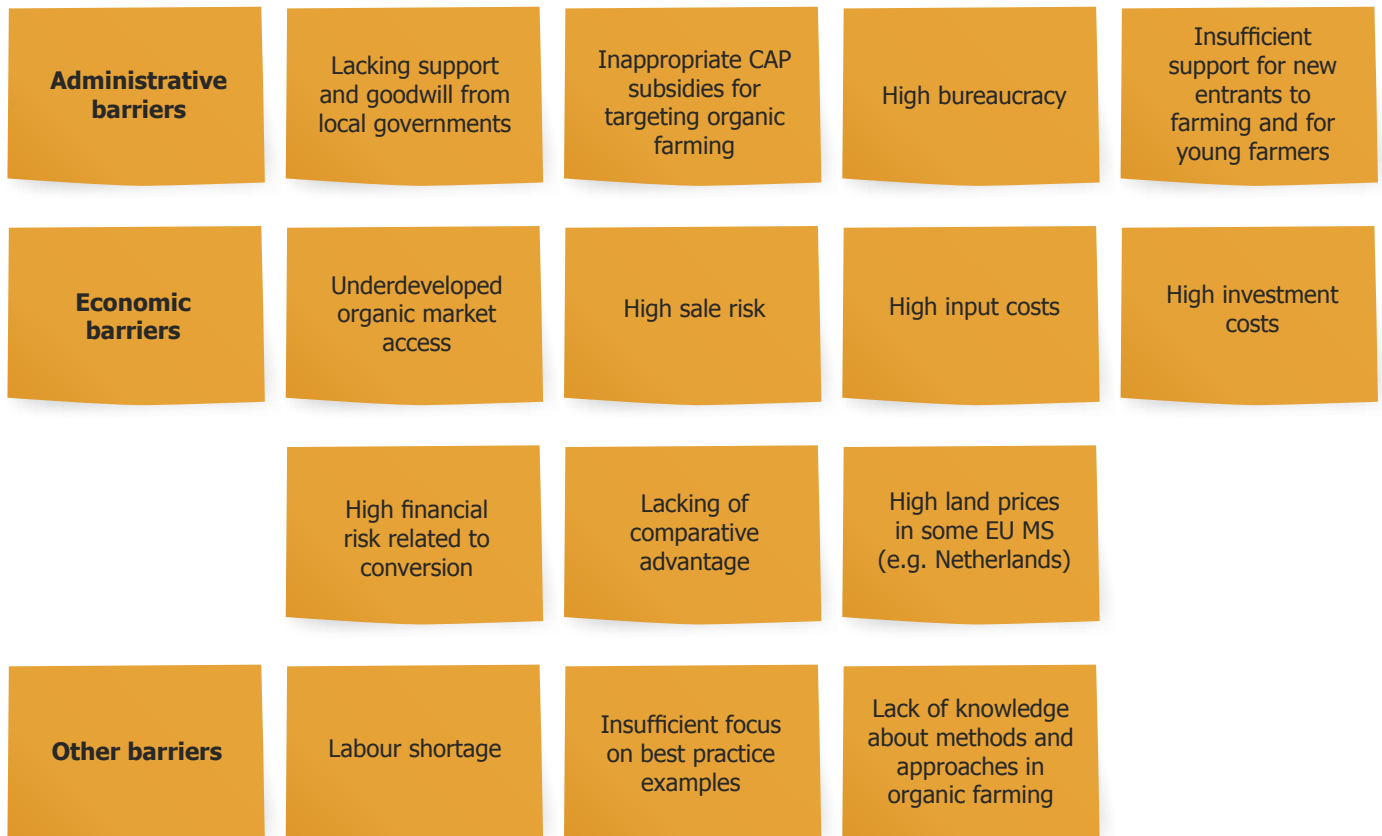 Administrative
barriers
Lacking support
and goodwill from
local governments
Inappropriate CAP
subsidies for
targeting organic
farming
High bureaucracy
Insufficient
support for new
entrants to
farming and for
young farmers
Economic
barriers
Underdeveloped
organic market
access
High sale risk
High input costs
High investment
costs
High financial
risk related to
conversion
Lacking of
comparative
advantage
High land prices
in some EU MS
(e.g. Netherlands)
Other barriers
Labour shortage
Insufficient focus
on best practice
examples
Lack of knowledge
about methods and
approaches in
organic farming